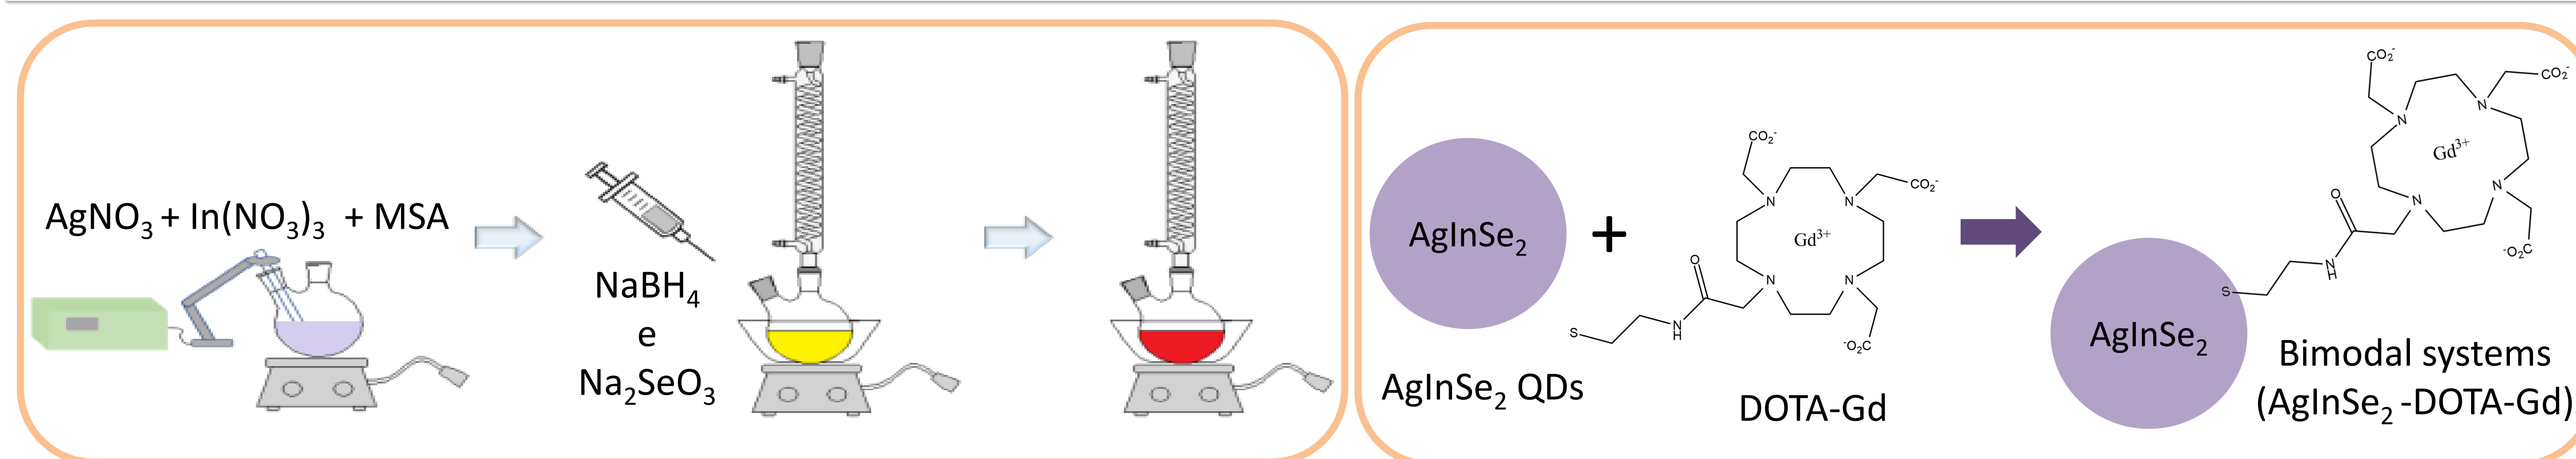 AgNO₃ + In(NO₃)₃ + MSA
NaBH₄
e
Na₂SeO₃
AgInSe₂
+
CO₂⁻
CO₂⁻
N
N
Gd³⁺
O
N
N
S
N
H
⁻O₂C
AgInSe₂ QDs
DOTA-Gd
CO₂⁻
CO₂⁻
N
N
Gd³⁺
O
N
N
N
H
⁻O₂C
S
AgInSe₂
Bimodal systems
(AgInSe₂ -DOTA-Gd)